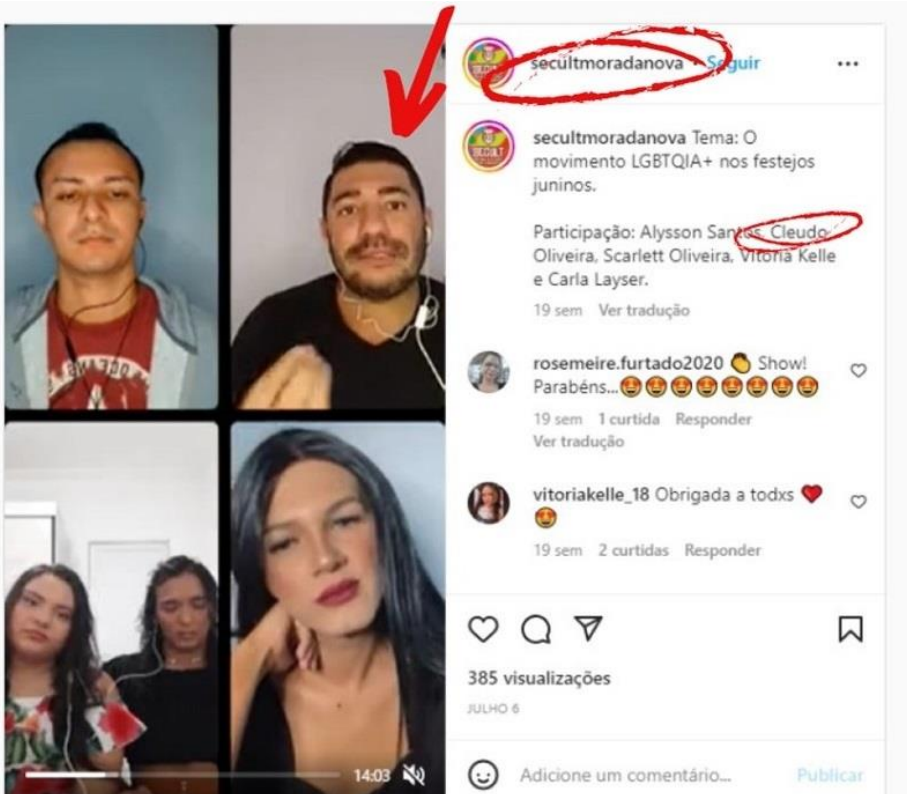 secultmoradanova • Seguir
secultmoradanova Tema: O
movimento LGBTQIA+ nos festejos
juninos.
Participação: Alysson Santos, Cleudo
Oliveira, Scarlett Oliveira, Vitória Kelle
e Carla Layser.
19 sem Ver tradução
rosemeire.furtado2020 👏 Show!
Parabéns...🤩🤩🤩🤩🤩🤩🤩🤩
19 sem 1 curtida Responder
Ver tradução
vitoriakelle_18 Obrigada a todxs ❤️
🤩
19 sem 2 curtidas Responder
385 visualizações
JULHO 6
14:03
Adicione um comentário...
Publicar